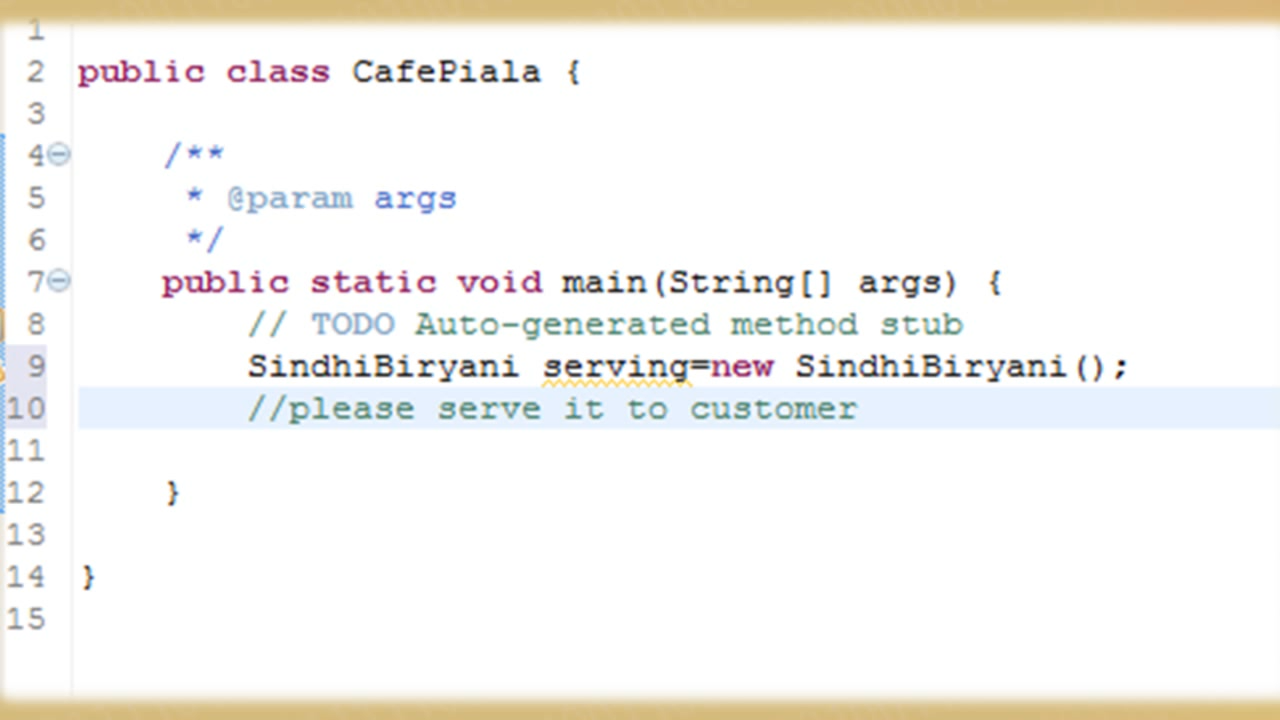 1
2 public class CafePiala {
3
4 /**
5 * @param args
6 */
7 public static void main(String[] args) {
8 // TODO Auto-generated method stub
9 SindhiBiryani serving=new SindhiBiryani();
10 //please serve it to customer
11
12 }
13
14 }
15